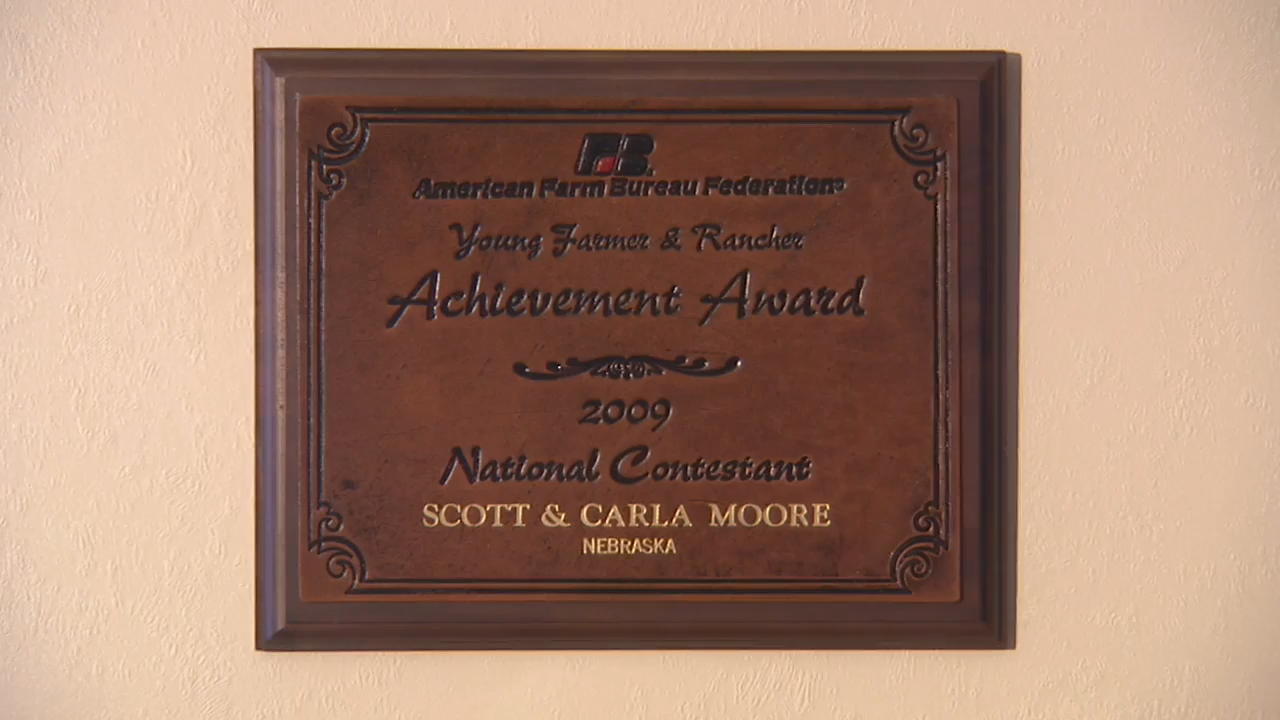 FB
American Farm Bureau Federation®
Young Farmer & Rancher
Achievement Award
2009
National Contestant
SCOTT & CARLA MOORE
NEBRASKA